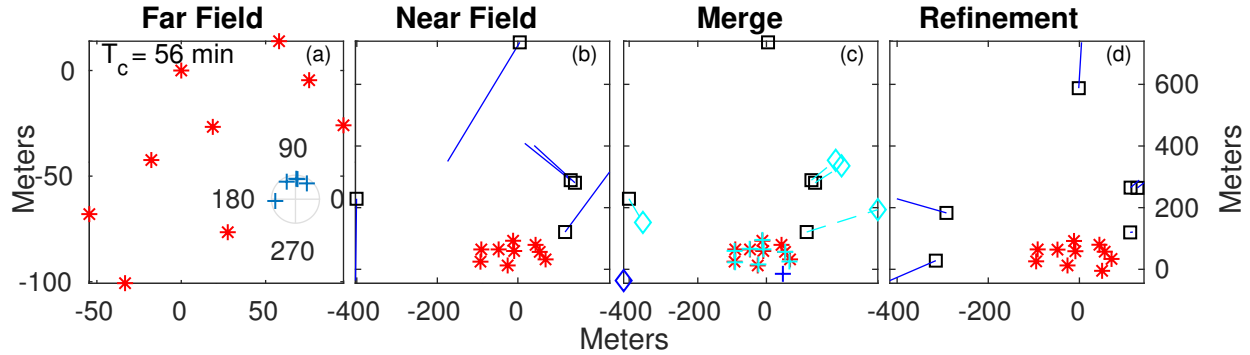 Far Field
Near Field
Merge
Refinement
T_c = 56 min
(a)
(b)
(c)
(d)
0
-50
-100
Meters
90
180
0
270
600
400
200
0
Meters
-50
0
50
-400
-200
0
-400
-200
0
-400
-200
0
Meters